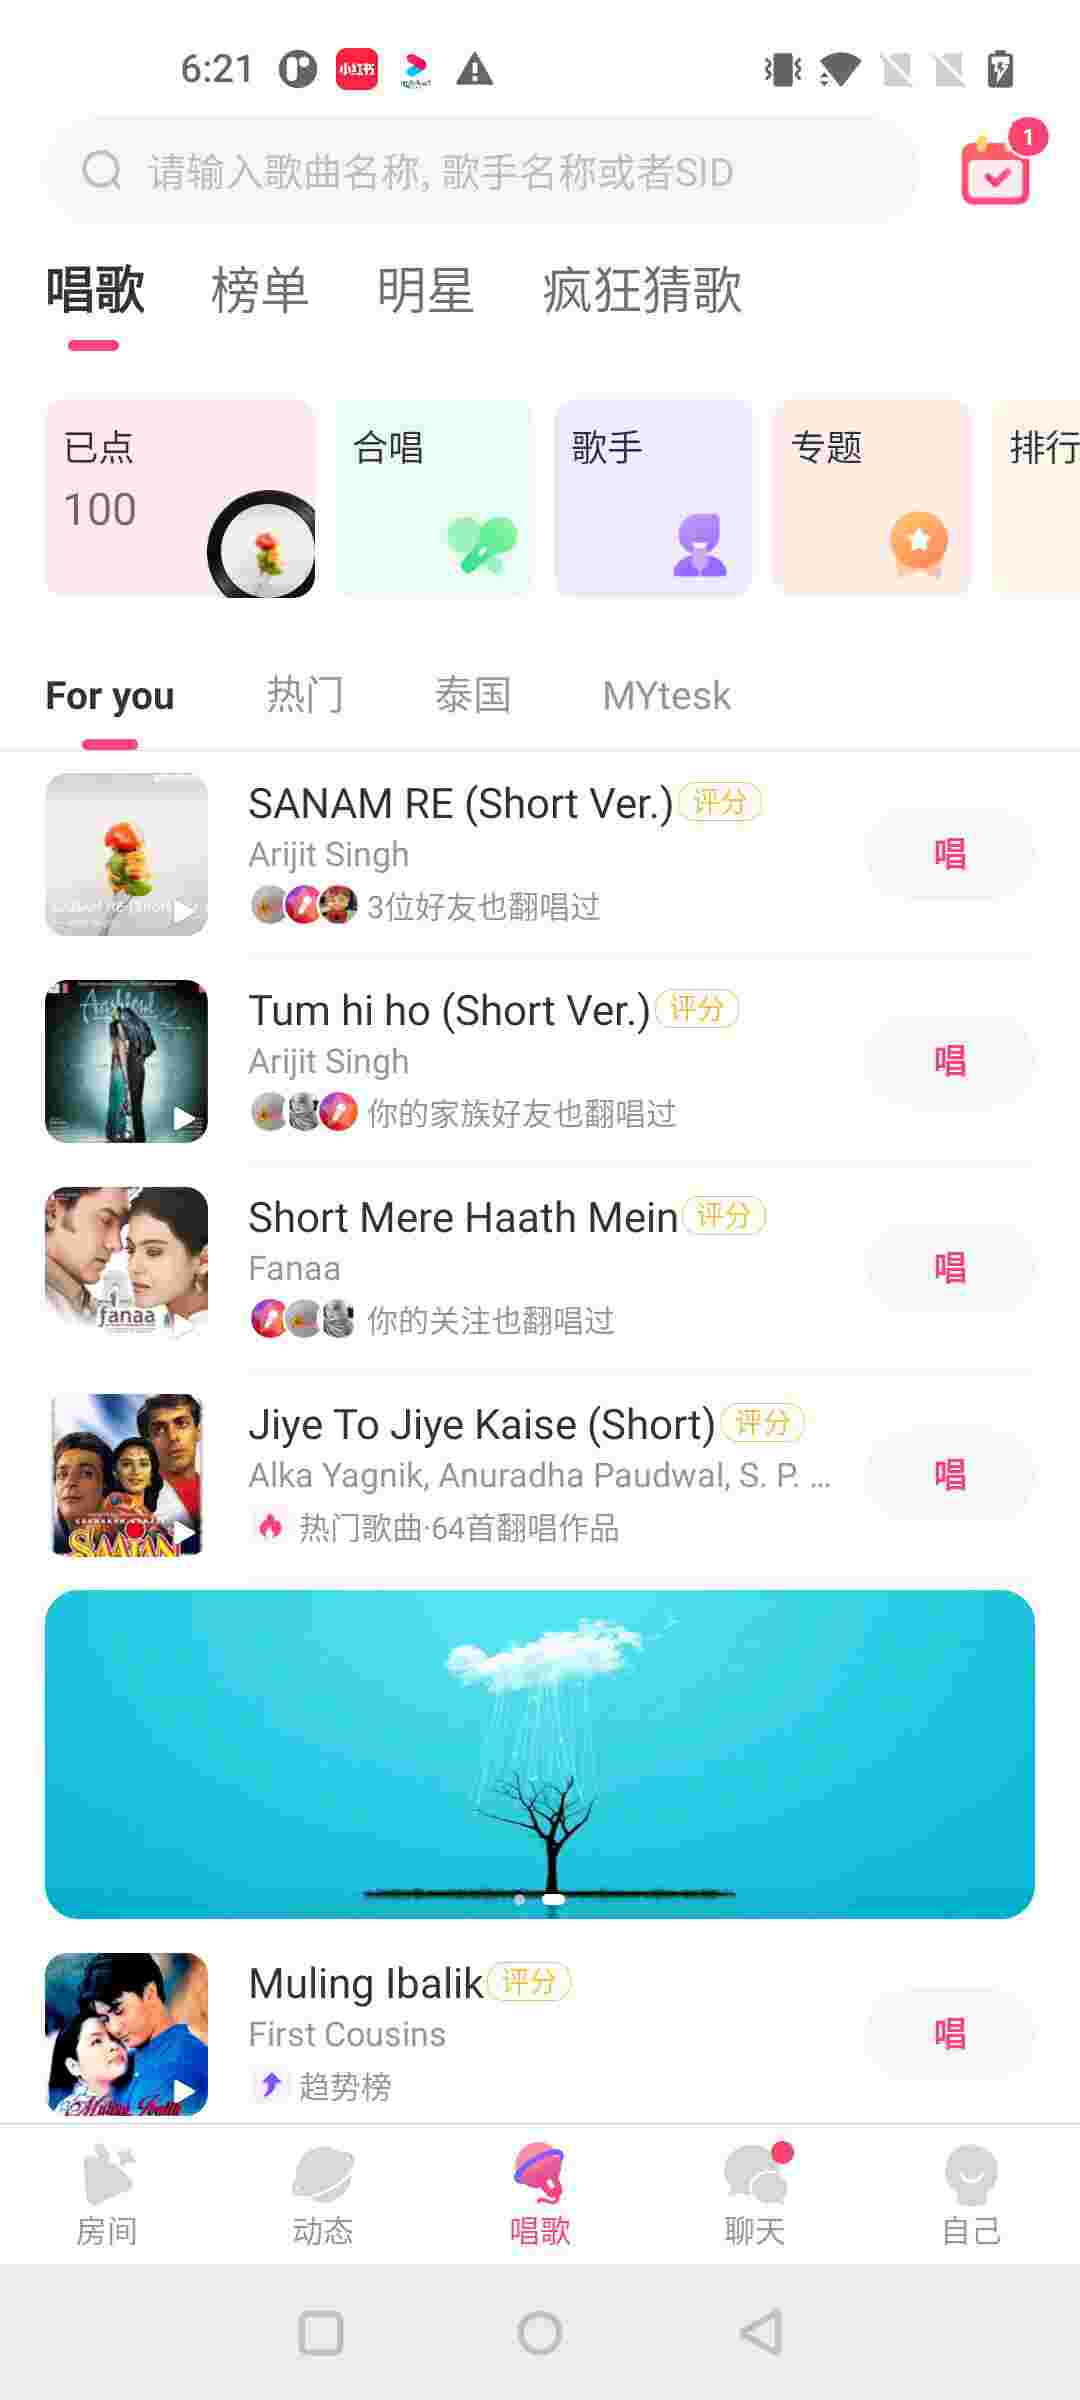 6:21
小红书
请输入歌曲名称, 歌手名称或者SID
1
唱歌 榜单 明星 疯狂猜歌
已点 合唱 歌手 专题 排行
100
For you 热门 泰国 MYtesk
SANAM RE (Short Ver.) 评分
Arijit Singh
唱
3位好友也翻唱过
Tum hi ho (Short Ver.) 评分
Arijit Singh
唱
你的家族好友也翻唱过
Short Mere Haath Mein 评分
Fanaa
唱
fanaa
你的关注也翻唱过
Jiye To Jiye Kaise (Short) 评分
Alka Yagnik, Anuradha Paudwal, S. P. ...
唱
热门歌曲·64首翻唱作品
SAAJAN
Muling Ibalik 评分
First Cousins
唱
趋势榜
Muling Ibalik
房间 动态 唱歌 聊天 自己